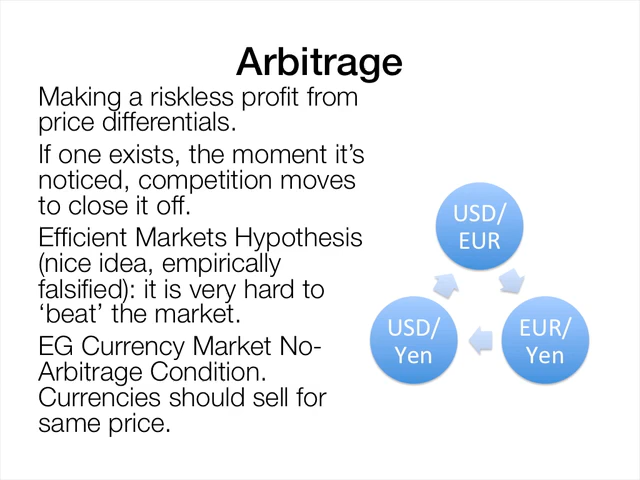 Arbitrage
Making a riskless profit from
price differentials.
If one exists, the moment it’s
noticed, competition moves
to close it off.
Efficient Markets Hypothesis
(nice idea, empirically
falsified): it is very hard to
‘beat’ the market.
EG Currency Market No-
Arbitrage Condition.
Currencies should sell for
same price.
USD/
EUR
EUR/
Yen
USD/
Yen